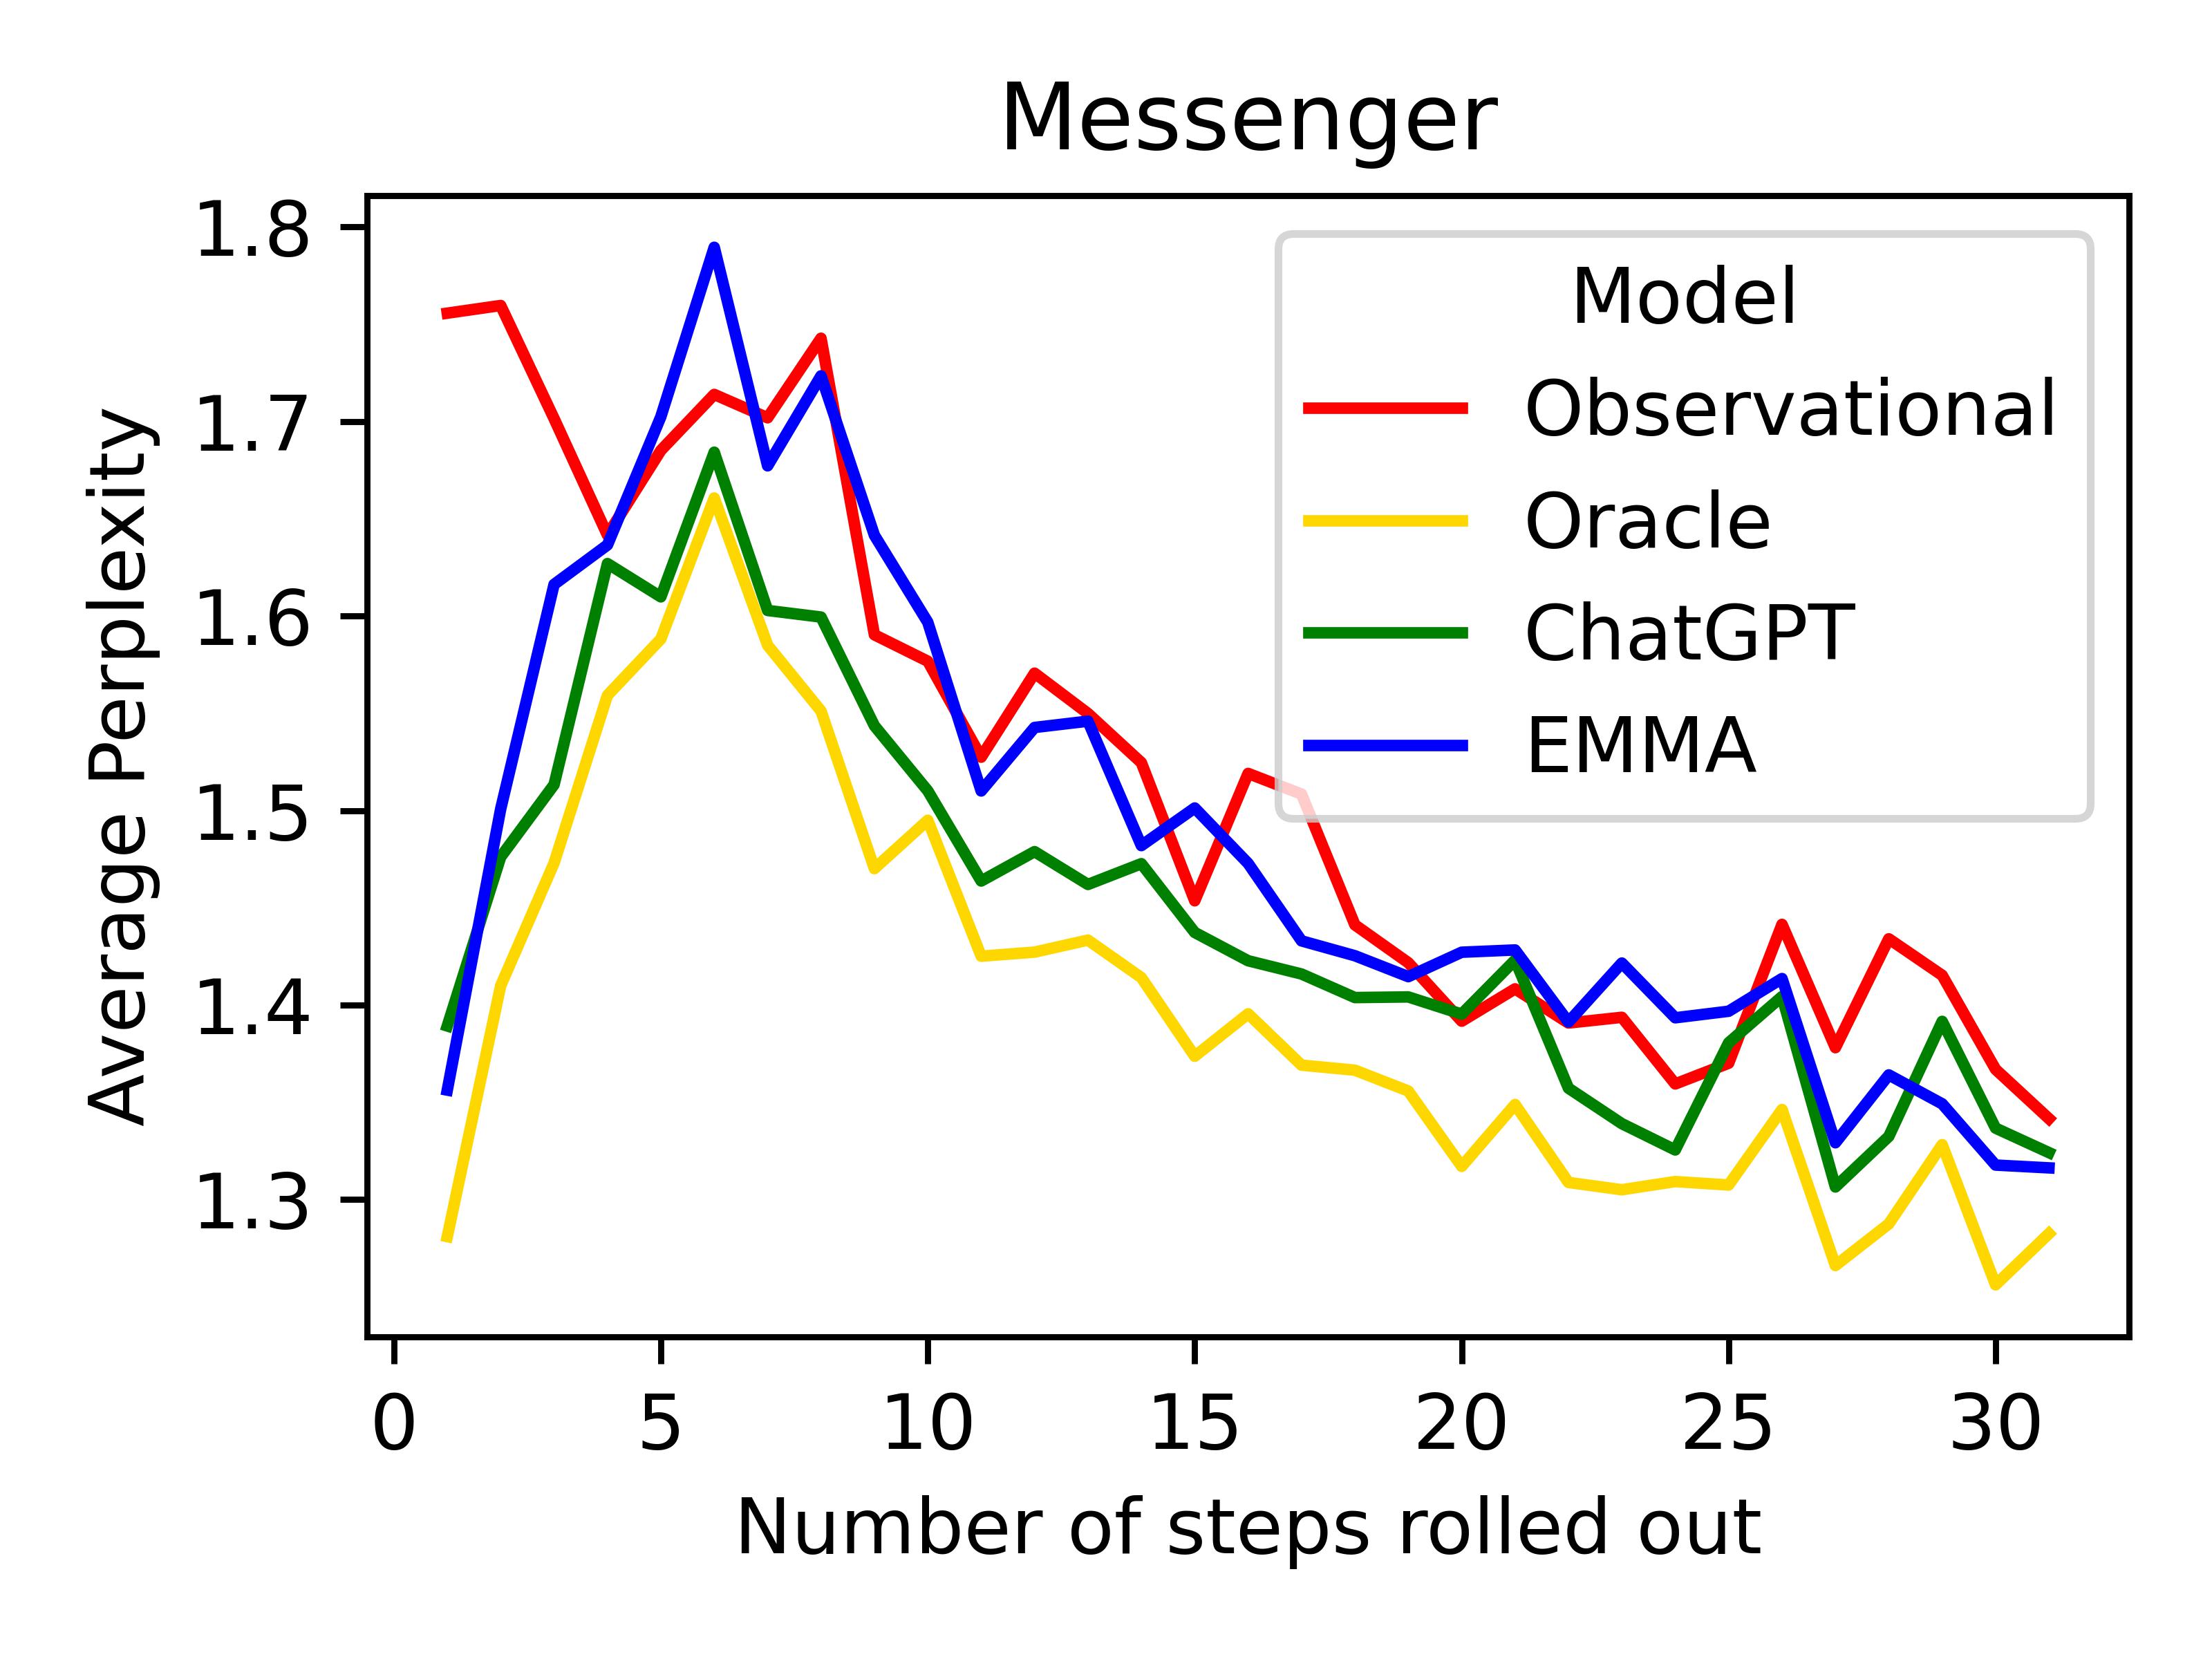 Messenger
1.8
1.7
1.6
1.5
1.4
1.3
Average Perplexity
Model
Observational
Oracle
ChatGPT
EMMA
0 5 10 15 20 25 30
Number of steps rolled out